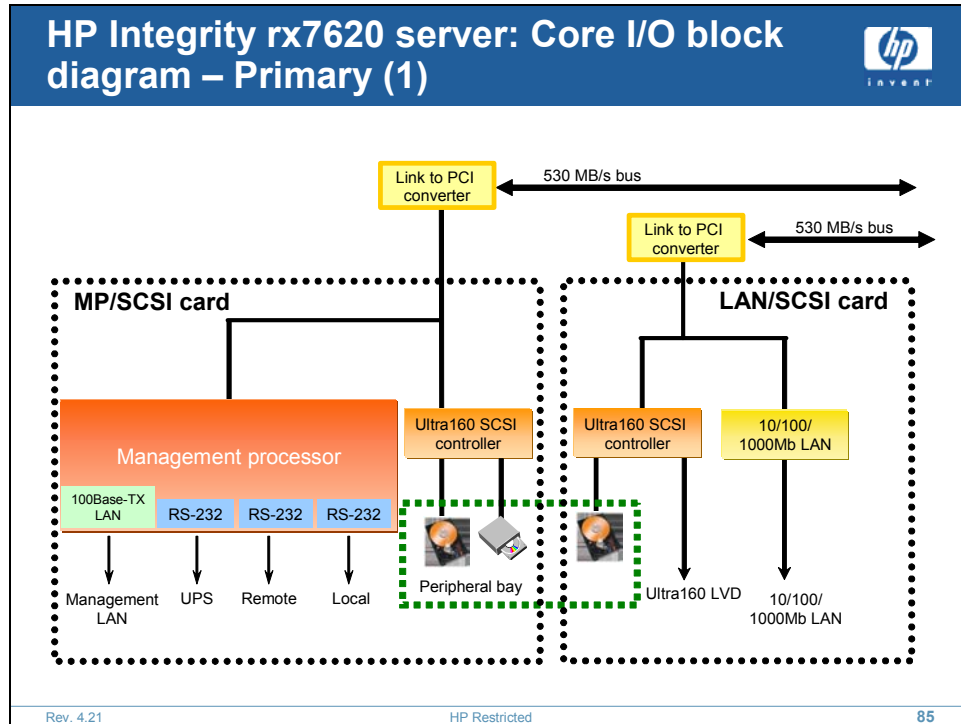 HP Integrity rx7620 server: Core I/O block
diagram – Primary (1)
hp
invent
Link to PCI
converter
530 MB/s bus
Link to PCI
converter
530 MB/s bus
MP/SCSI card
LAN/SCSI card
Management processor
100Base-TX
LAN
RS-232
RS-232
RS-232
Ultra160 SCSI
controller
Ultra160 SCSI
controller
10/100/
1000Mb LAN
Management
LAN
UPS
Remote
Local
Peripheral bay
Ultra160 LVD
10/100/
1000Mb LAN
Rev. 4.21
HP Restricted
85